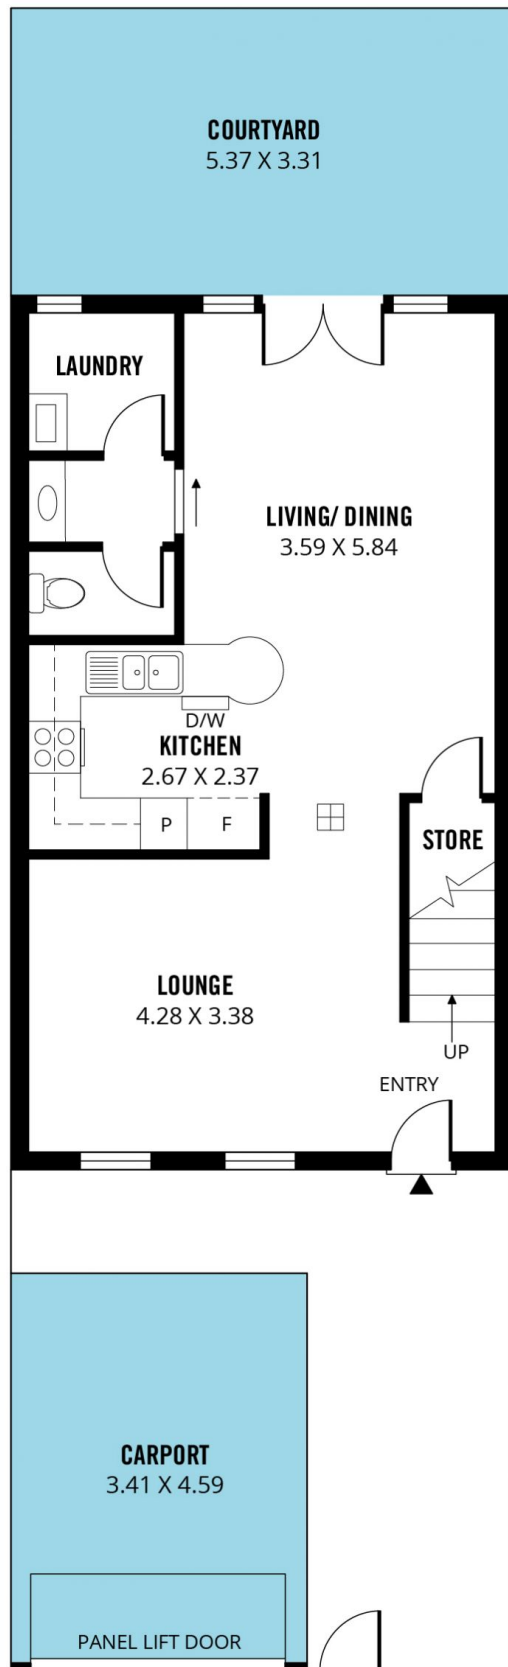 COURTYARD
5.37 X 3.31
LAUNDRY
LIVING/ DINING
3.59 X 5.84
D/W
KITCHEN
2.67 X 2.37
P
F
STORE
LOUNGE
4.28 X 3.38
UP
ENTRY
CARPORT
3.41 X 4.59
PANEL LIFT DOOR